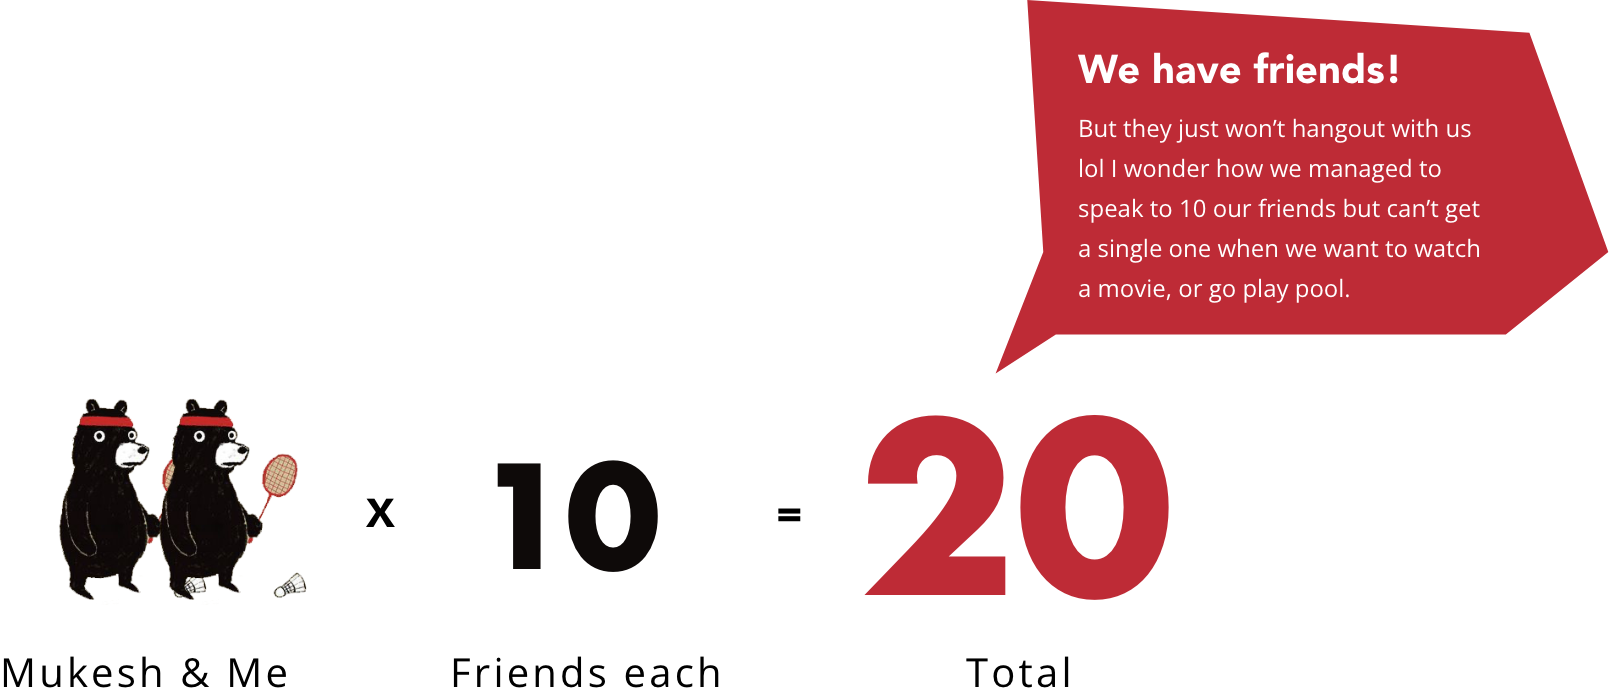 We have friends!
But they just won’t hangout with us
lol I wonder how we managed to
speak to 10 our friends but can’t get
a single one when we want to watch
a movie, or go play pool.
x 10 = 20
Mukesh & Me Friends each Total